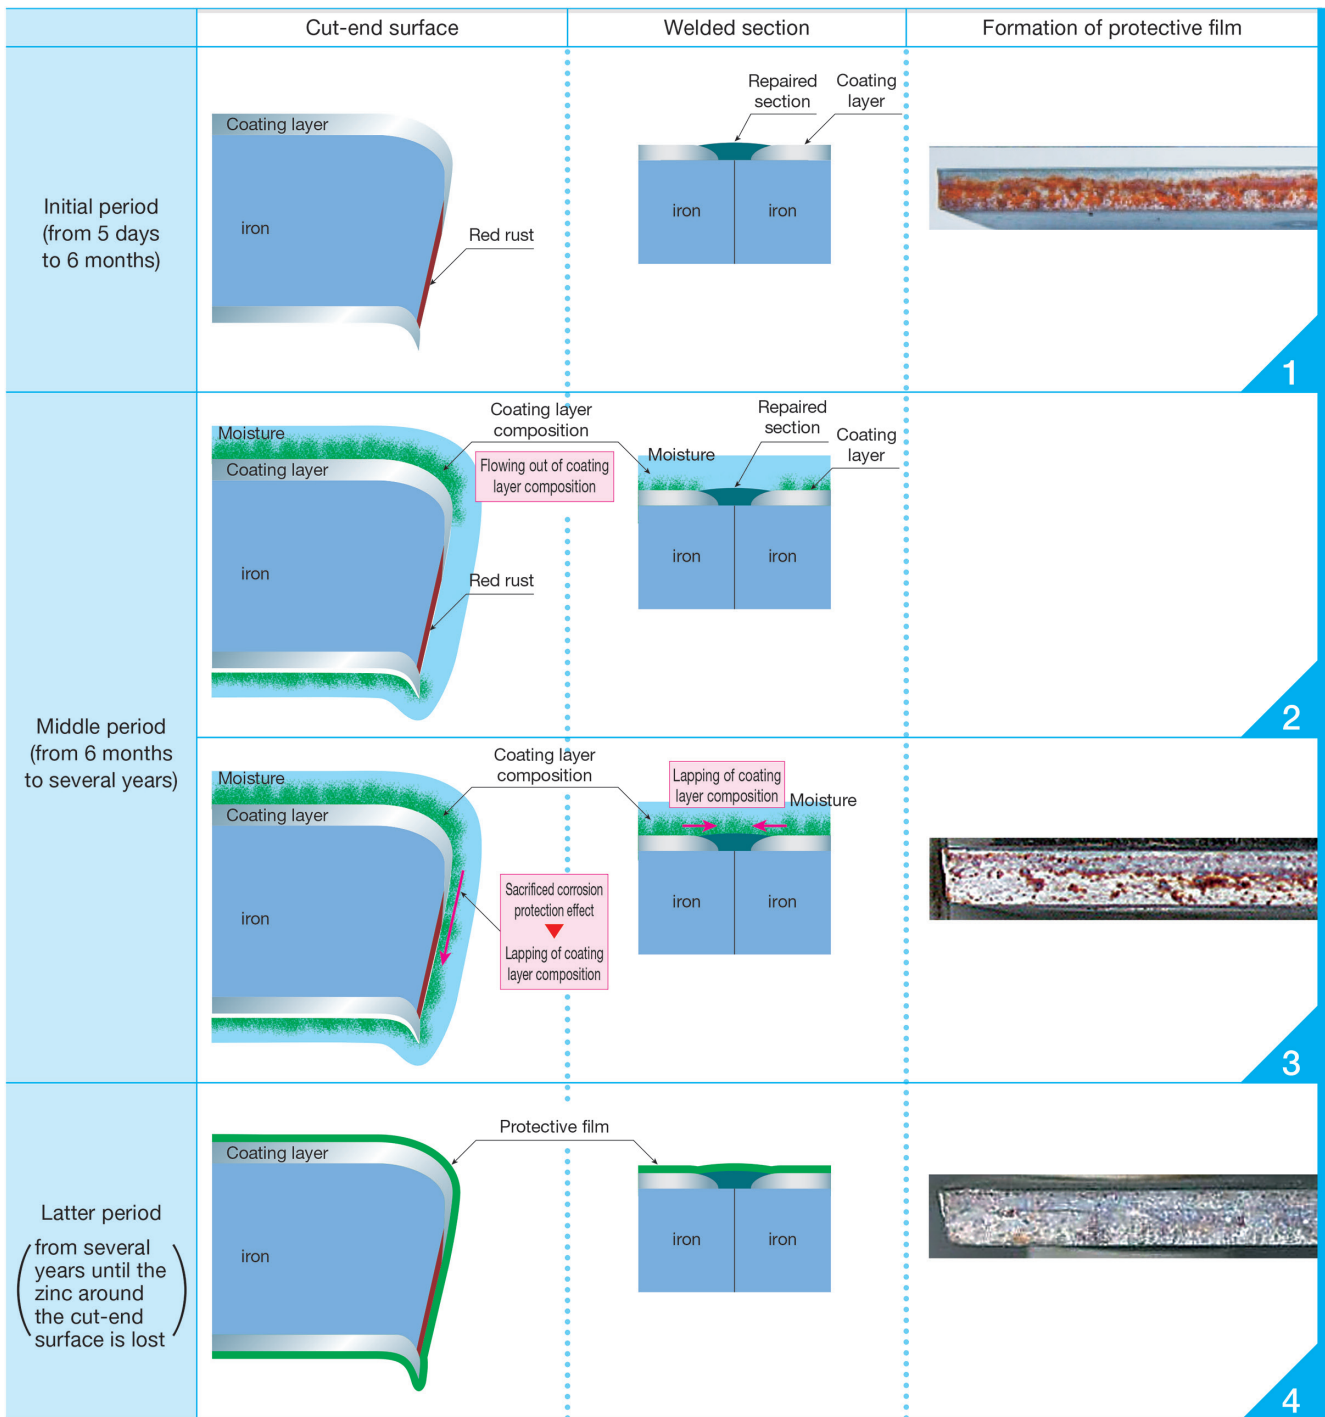 Cut-end surface
Welded section
Formation of protective film
Initial period
(from 5 days
to 6 months)
Coating layer
iron
Red rust
Repaired
section
Coating
layer
iron
iron
1
Middle period
(from 6 months
to several years)
Moisture
Coating layer
iron
Coating layer
composition
Flowing out of coating
layer composition
Red rust
Moisture
Repaired
section
Coating
layer
iron
iron
2
Moisture
Coating layer
iron
Coating layer
composition
Sacrificed corrosion
protection effect
Lapping of coating
layer composition
Lapping of coating
layer composition
Moisture
iron
iron
3
Latter period
(from several
years until the
zinc around
the cut-end
surface is lost)
Coating layer
iron
Protective film
iron
iron
4